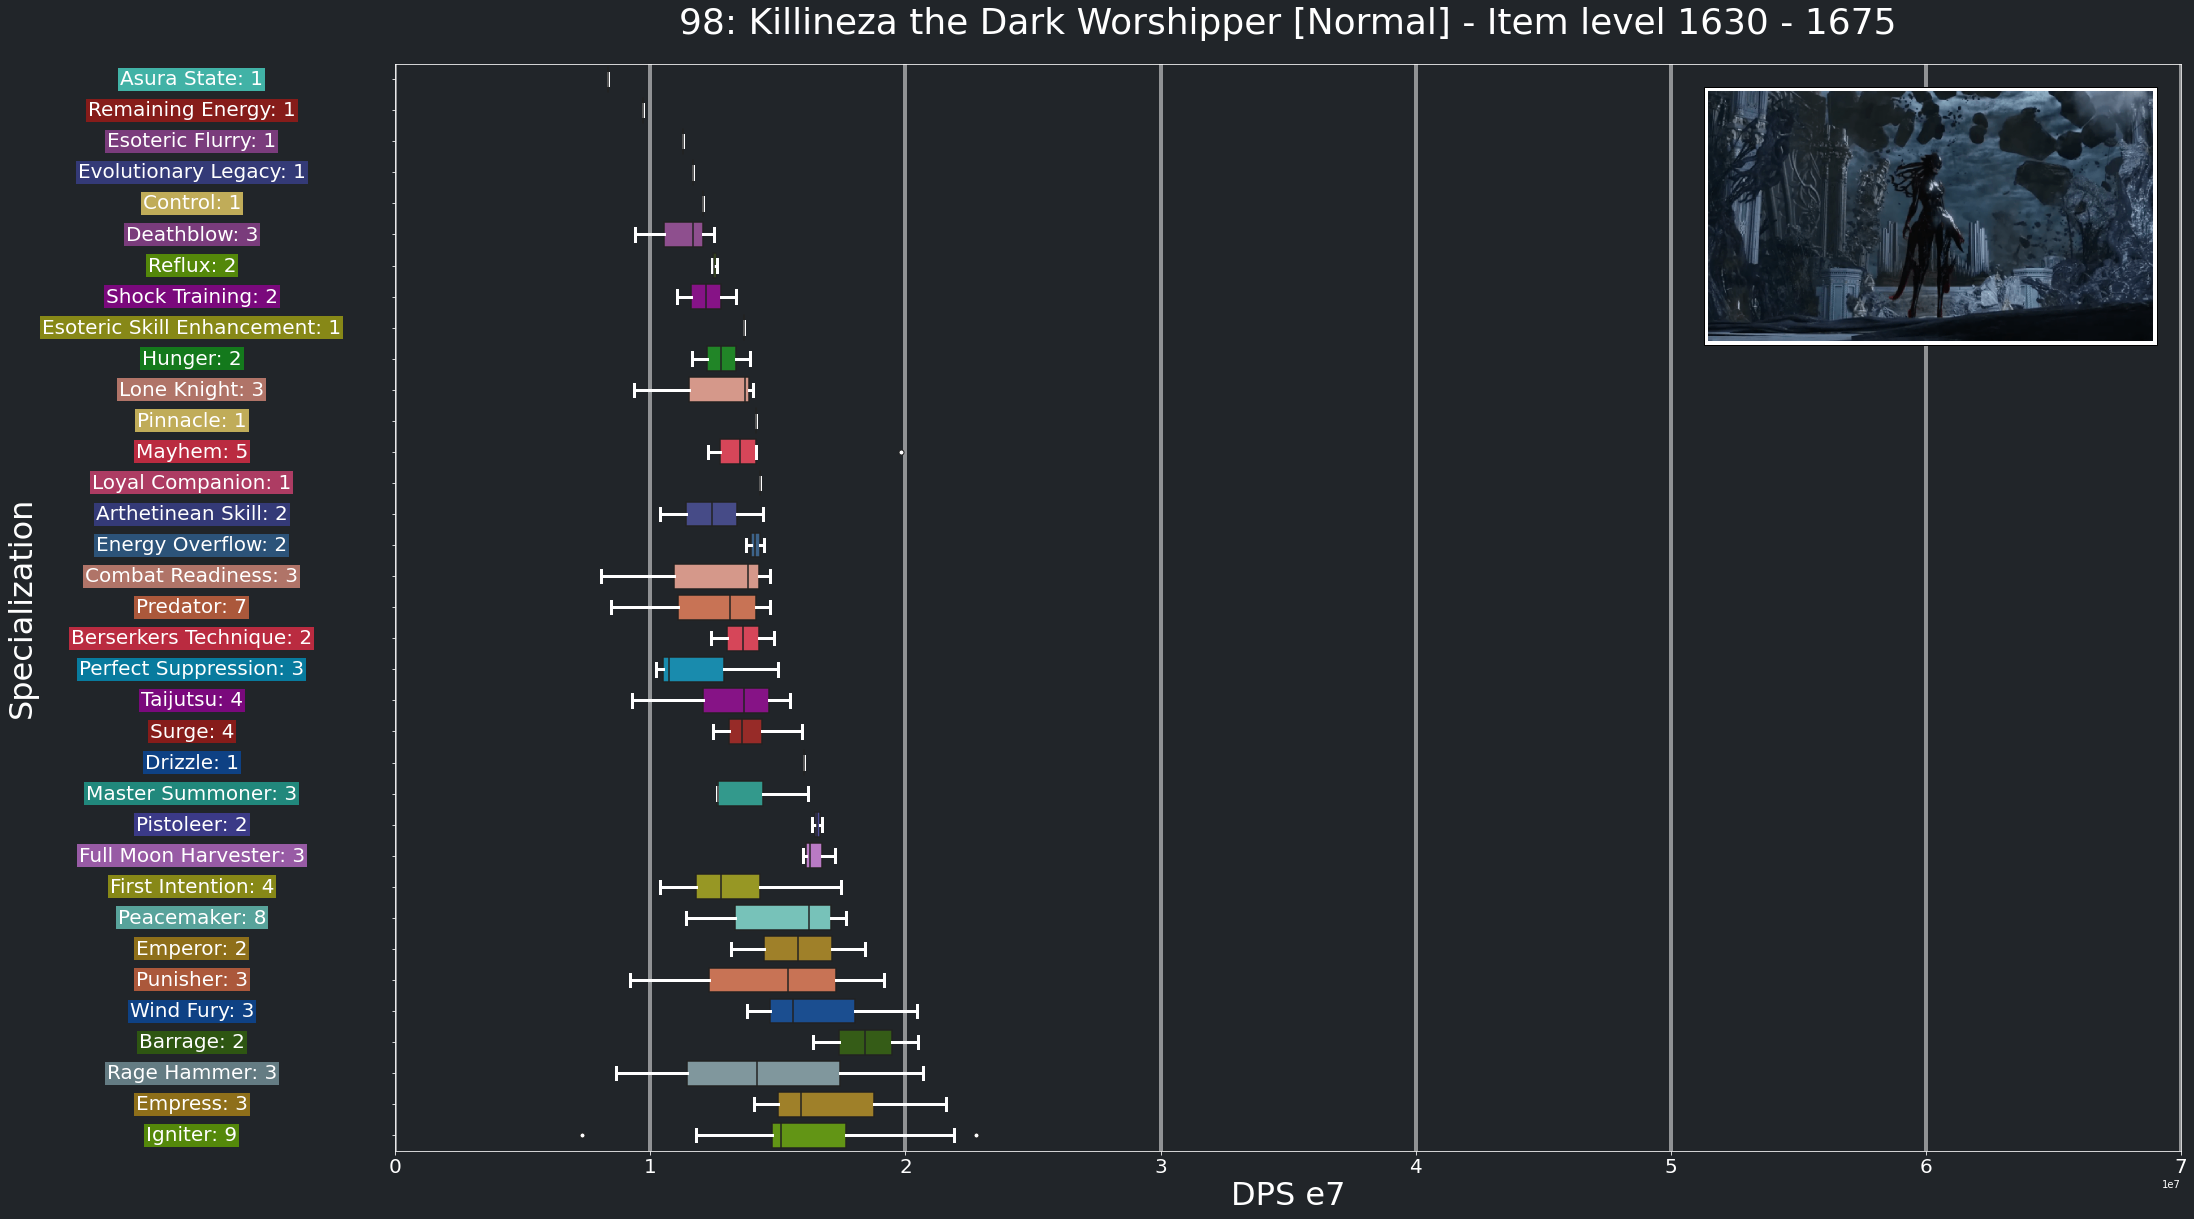 98: Killineza the Dark Worshipper [Normal] - Item level 1630 - 1675
Specialization
Asura State: 1
Remaining Energy: 1
Esoteric Flurry: 1
Evolutionary Legacy: 1
Control: 1
Deathblow: 3
Reflux: 2
Shock Training: 2
Esoteric Skill Enhancement: 1
Hunger: 2
Lone Knight: 3
Pinnacle: 1
Mayhem: 5
Loyal Companion: 1
Arthetinean Skill: 2
Energy Overflow: 2
Combat Readiness: 3
Predator: 7
Berserkers Technique: 2
Perfect Suppression: 3
Taijutsu: 4
Surge: 4
Drizzle: 1
Master Summoner: 3
Pistoleer: 2
Full Moon Harvester: 3
First Intention: 4
Peacemaker: 8
Emperor: 2
Punisher: 3
Wind Fury: 3
Barrage: 2
Rage Hammer: 3
Empress: 3
Igniter: 9
0 1 2 3 4 5 6 7
1e7
DPS e7